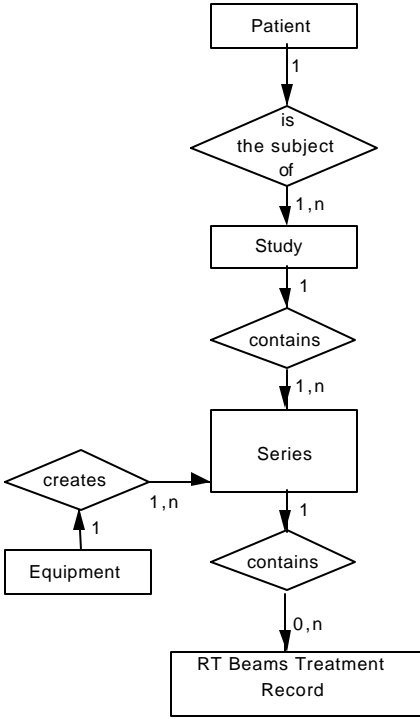 Patient
1
is
the subject
of
1,n
Study
1
contains
1,n
Series
creates
1,n
1
Equipment
1
contains
0,n
RT Beams Treatment
Record